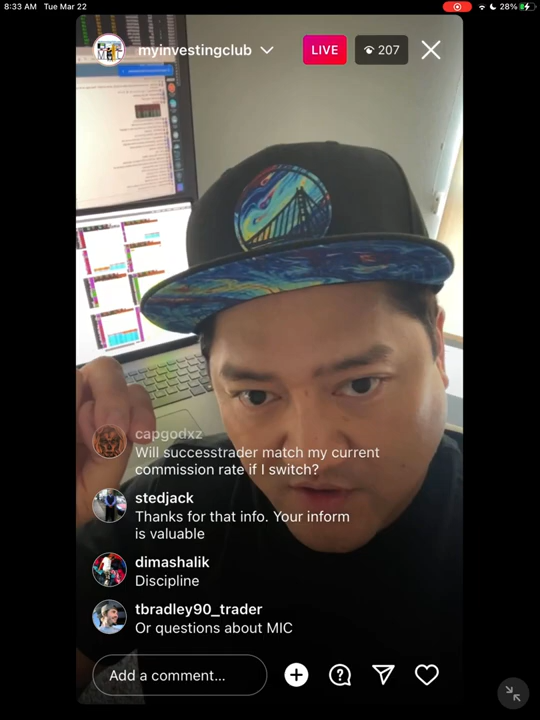 8:33 AM Tue Mar 22
28%
myinvestingclub
LIVE
207
capgodxz
Will successtrader match my current
commission rate if I switch?
stedjack
Thanks for that info. Your inform
is valuable
dimashalik
Discipline
tbradley90_trader
Or questions about MIC
Add a comment...